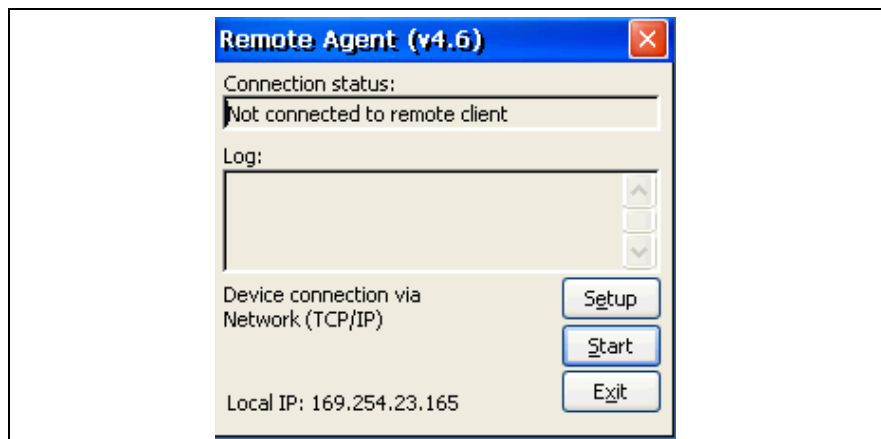 Remote Agent (v4.6)
Connection status:
Not connected to remote client
Log:
Device connection via
Network (TCP/IP)
Setup
Start
Exit
Local IP: 169.254.23.165